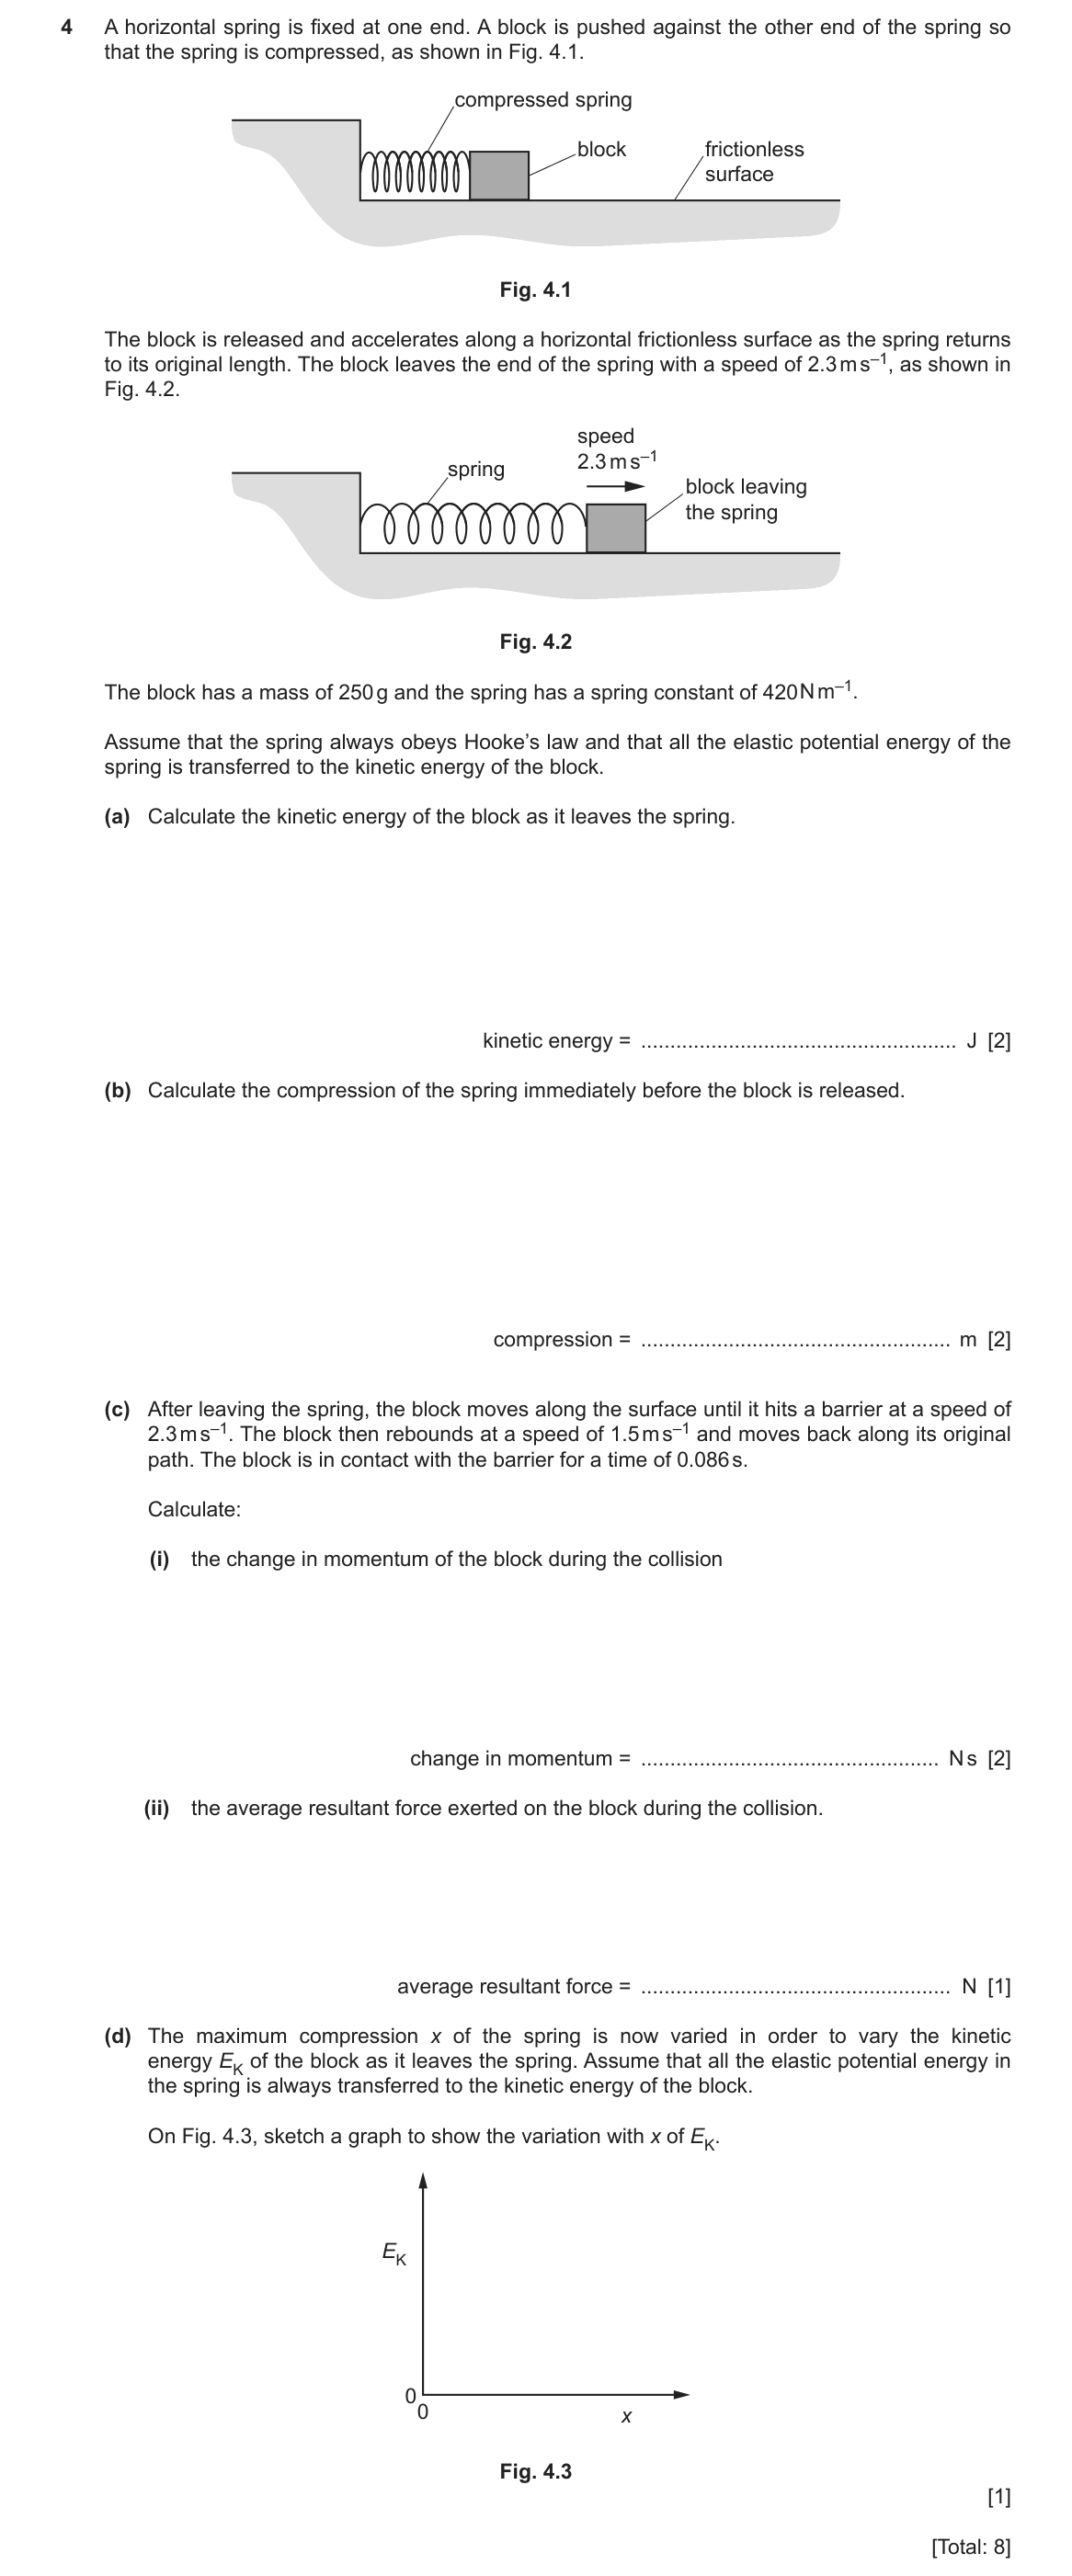 4 A horizontal spring is fixed at one end. A block is pushed against the other end of the spring so
that the spring is compressed, as shown in Fig. 4.1.
compressed spring
block
frictionless
surface
Fig. 4.1
The block is released and accelerates along a horizontal frictionless surface as the spring returns
to its original length. The block leaves the end of the spring with a speed of 2.3 m s⁻¹, as shown in
Fig. 4.2.
speed
2.3 m s⁻¹
spring
block leaving
the spring
Fig. 4.2
The block has a mass of 250 g and the spring has a spring constant of 420 N m⁻¹.
Assume that the spring always obeys Hooke’s law and that all the elastic potential energy of the
spring is transferred to the kinetic energy of the block.
(a) Calculate the kinetic energy of the block as it leaves the spring.
kinetic energy = ..................................................... J [2]
(b) Calculate the compression of the spring immediately before the block is released.
compression = .................................................... m [2]
(c) After leaving the spring, the block moves along the surface until it hits a barrier at a speed of
2.3 m s⁻¹. The block then rebounds at a speed of 1.5 m s⁻¹ and moves back along its original
path. The block is in contact with the barrier for a time of 0.086 s.
Calculate:
(i) the change in momentum of the block during the collision
change in momentum = .................................................. N s [2]
(ii) the average resultant force exerted on the block during the collision.
average resultant force = .................................................... N [1]
(d) The maximum compression x of the spring is now varied in order to vary the kinetic
energy E_K of the block as it leaves the spring. Assume that all the elastic potential energy in
the spring is always transferred to the kinetic energy of the block.
On Fig. 4.3, sketch a graph to show the variation with x of E_K.
E_K
0
0
x
Fig. 4.3
[1]
[Total: 8]